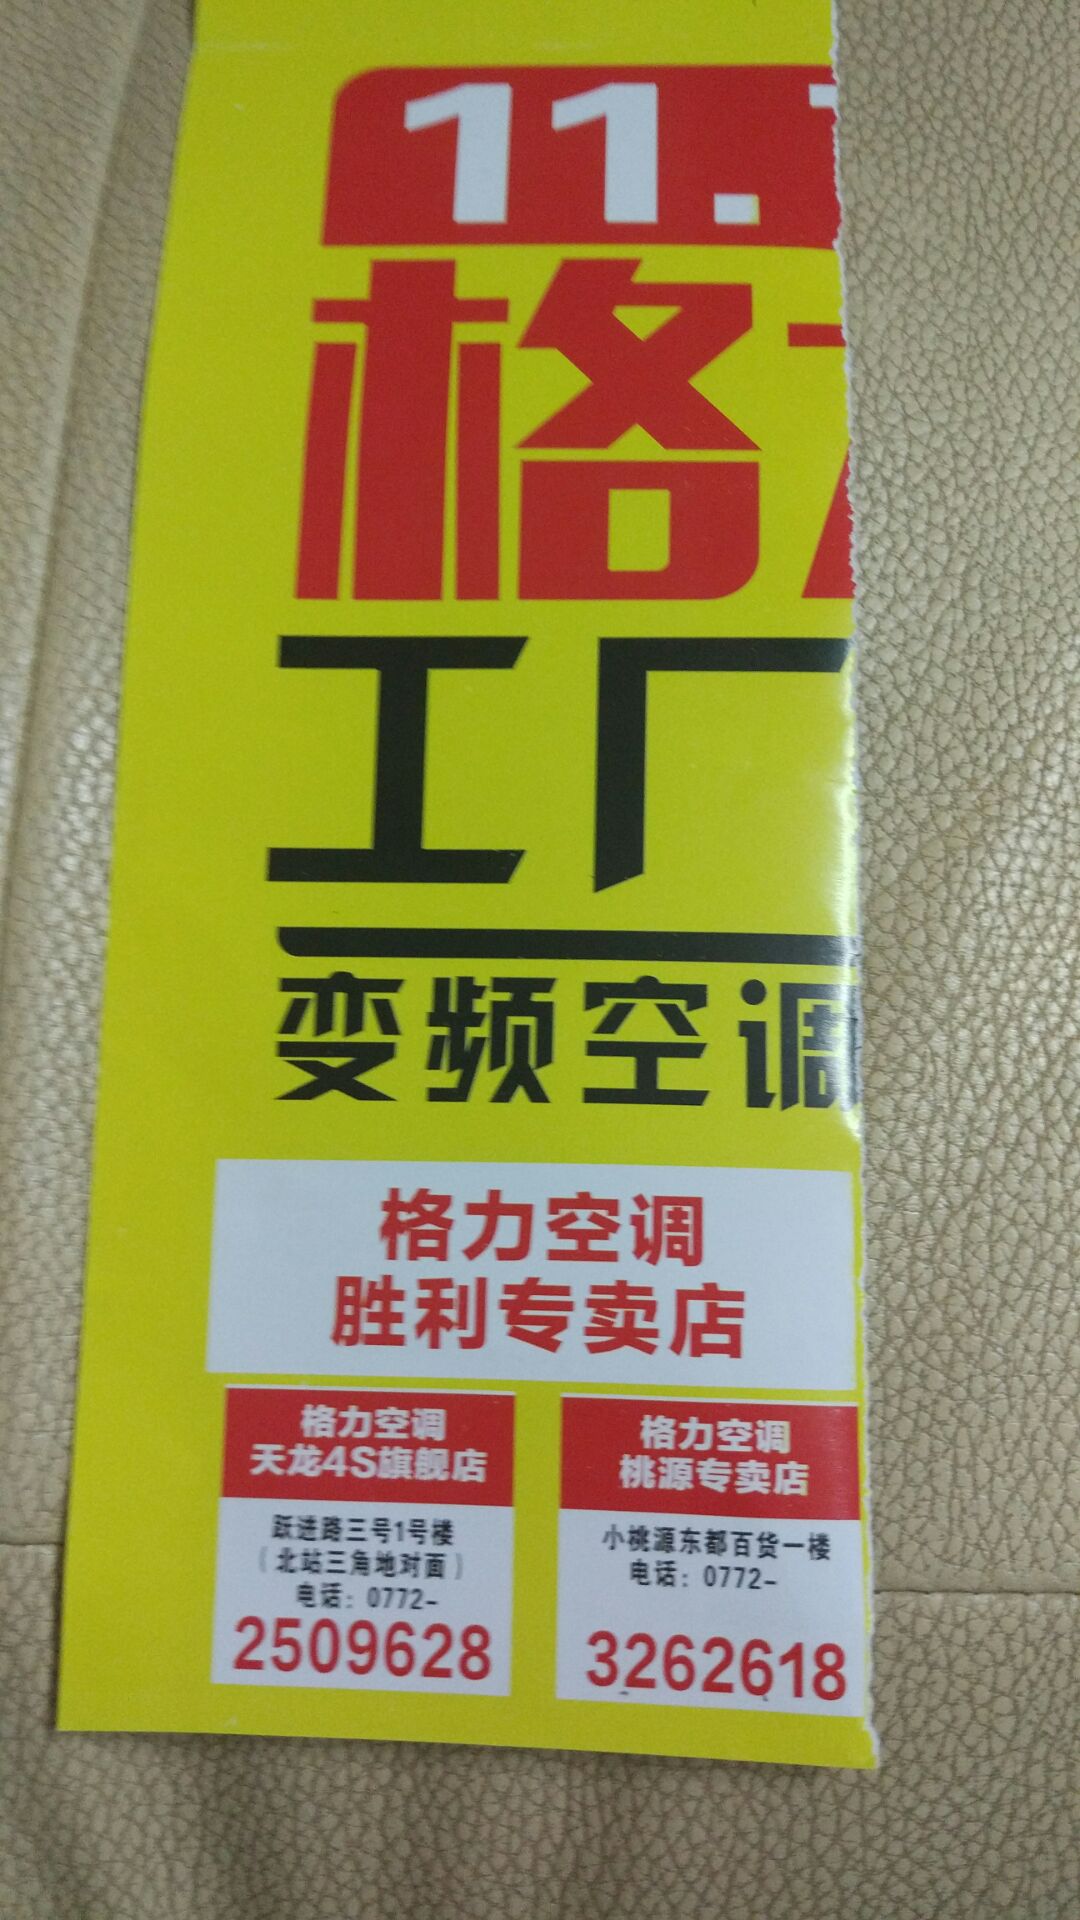 11.
格
工厂
变频空调
格力空调
胜利专卖店
格力空调
天龙4S旗舰店
跃进路三号1号楼
(北站三角地对面)
电话：0772-
2509628
格力空调
桃源专卖店
小桃源东都百货一楼
电话：0772-
3262618